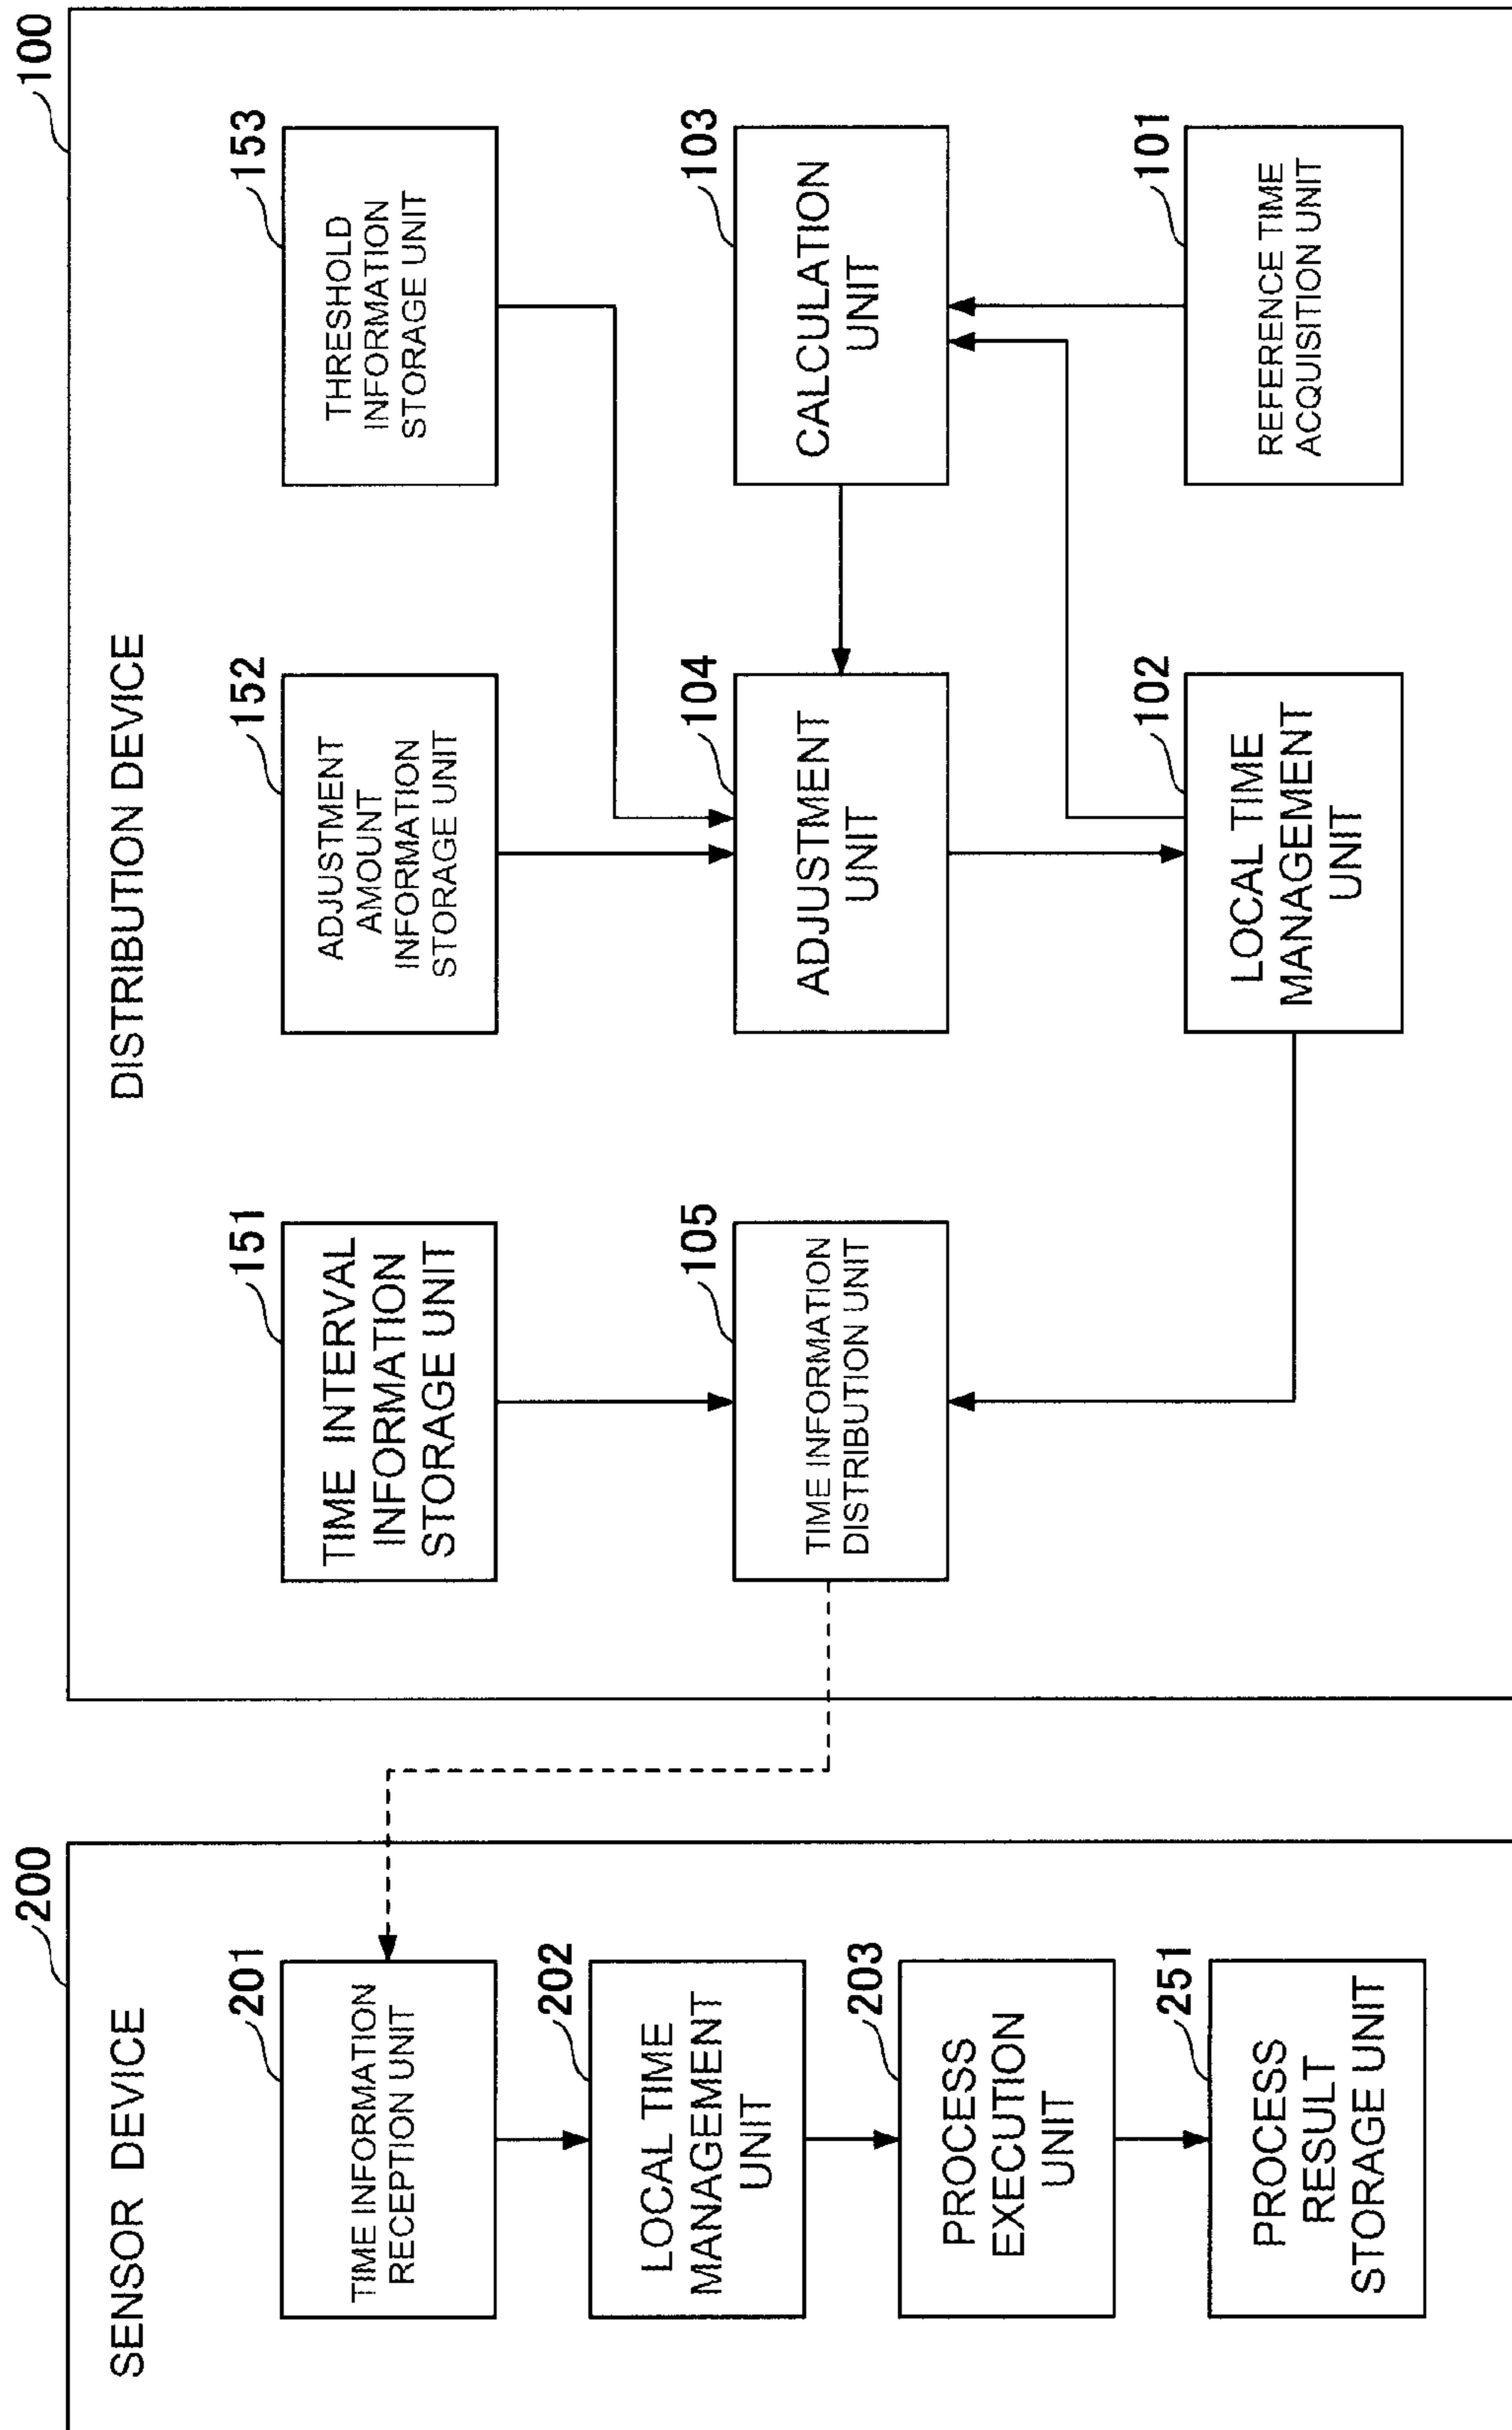 200
SENSOR DEVICE
201
TIME INFORMATION
RECEPTION UNIT
202
LOCAL TIME
MANAGEMENT
UNIT
203
PROCESS
EXECUTION
UNIT
251
PROCESS
RESULT
STORAGE UNIT
100
DISTRIBUTION DEVICE
151
TIME INTERVAL
INFORMATION
STORAGE UNIT
152
ADJUSTMENT
AMOUNT
INFORMATION
STORAGE UNIT
153
THRESHOLD
INFORMATION
STORAGE UNIT
105
TIME INFORMATION
DISTRIBUTION UNIT
104
ADJUSTMENT
UNIT
103
CALCULATION
UNIT
102
LOCAL TIME
MANAGEMENT
UNIT
101
REFERENCE TIME
ACQUISITION UNIT